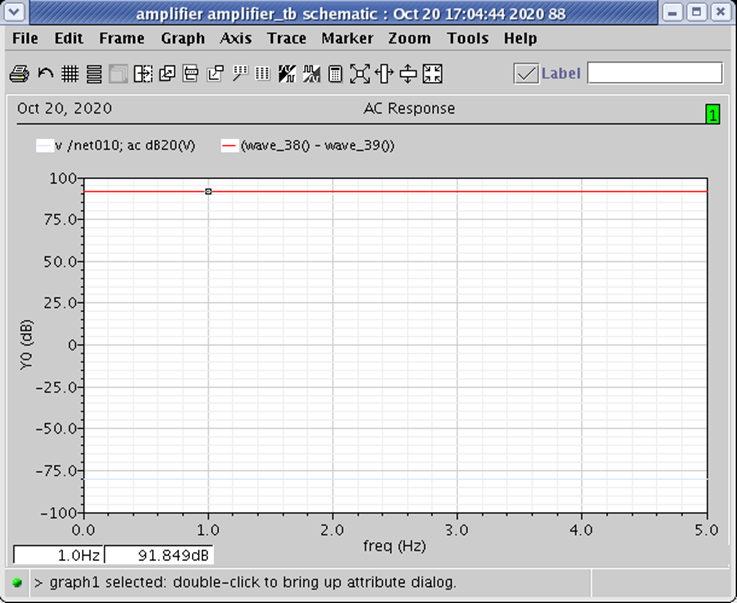 amplifier amplifier_tb schematic : Oct 20 17:04:44 2020 88
File Edit Frame Graph Axis Trace Marker Zoom Tools Help
Label
Oct 20, 2020 AC Response 1
v /net010; ac dB20(V) (wave_38() - wave_39())
100
75.0
50.0
25.0
0
-25.0
-50.0
-75.0
-100
Y0 (dB)
0.0 1.0 2.0 3.0 4.0 5.0
freq (Hz)
1.0Hz 91.849dB
> graph1 selected: double-click to bring up attribute dialog.